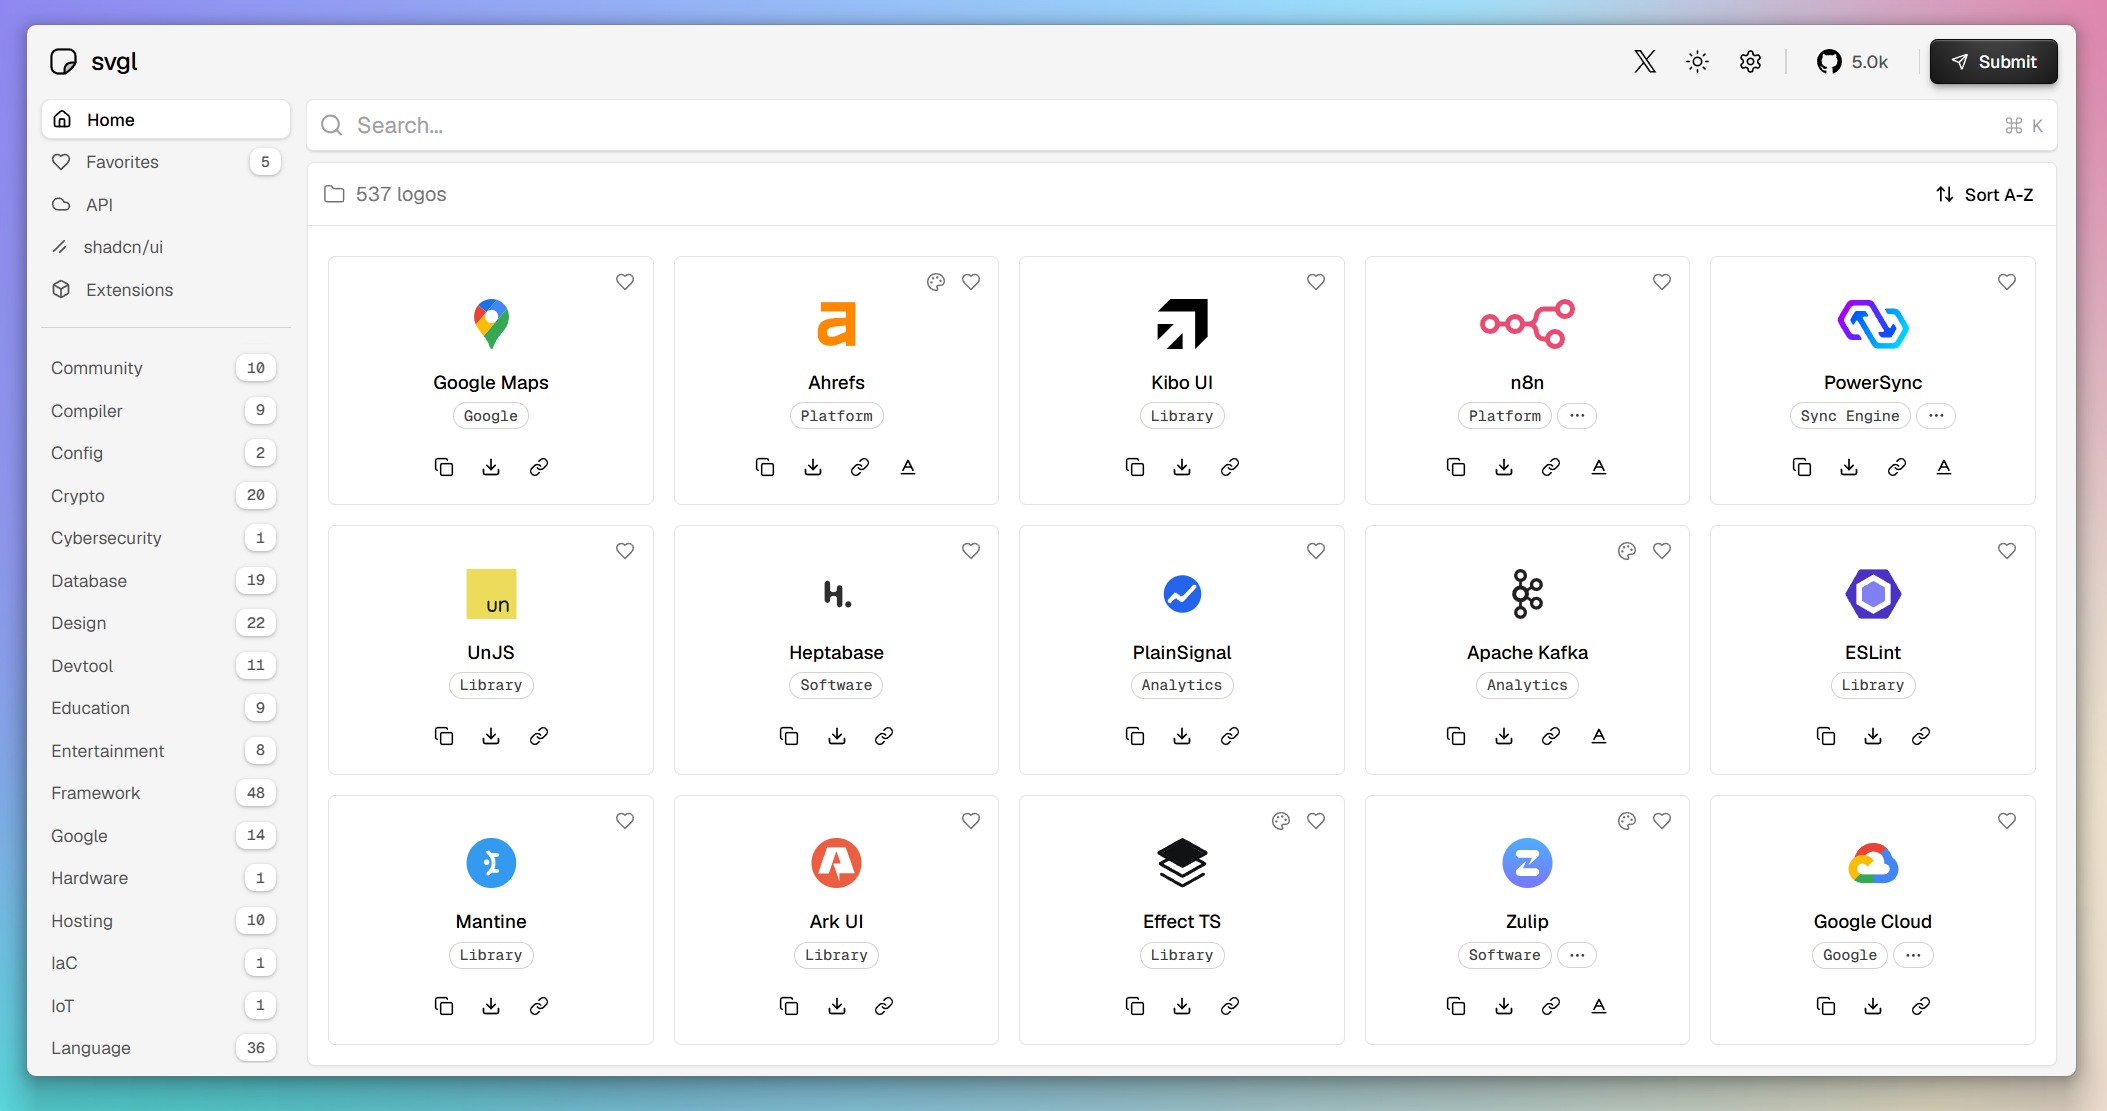 svgl
5.0k
Submit
Home
Favorites 5
API
shadcn/ui
Extensions
Community 10
Compiler 9
Config 2
Crypto 20
Cybersecurity 1
Database 19
Design 22
Devtool 11
Education 9
Entertainment 8
Framework 48
Google 14
Hardware 1
Hosting 10
IaC 1
IoT 1
Language 36
Search... ⌘ K
537 logos
Sort A-Z
Google Maps
Google
a
Ahrefs
Platform
Kibo UI
Library
n8n
Platform ...
PowerSync
Sync Engine ...
un
UnJS
Library
H.
Heptabase
Software
PlainSignal
Analytics
Apache Kafka
Analytics
ESLint
Library
Mantine
Library
A
Ark UI
Library
Effect TS
Library
Z
Zulip
Software ...
Google Cloud
Google ...